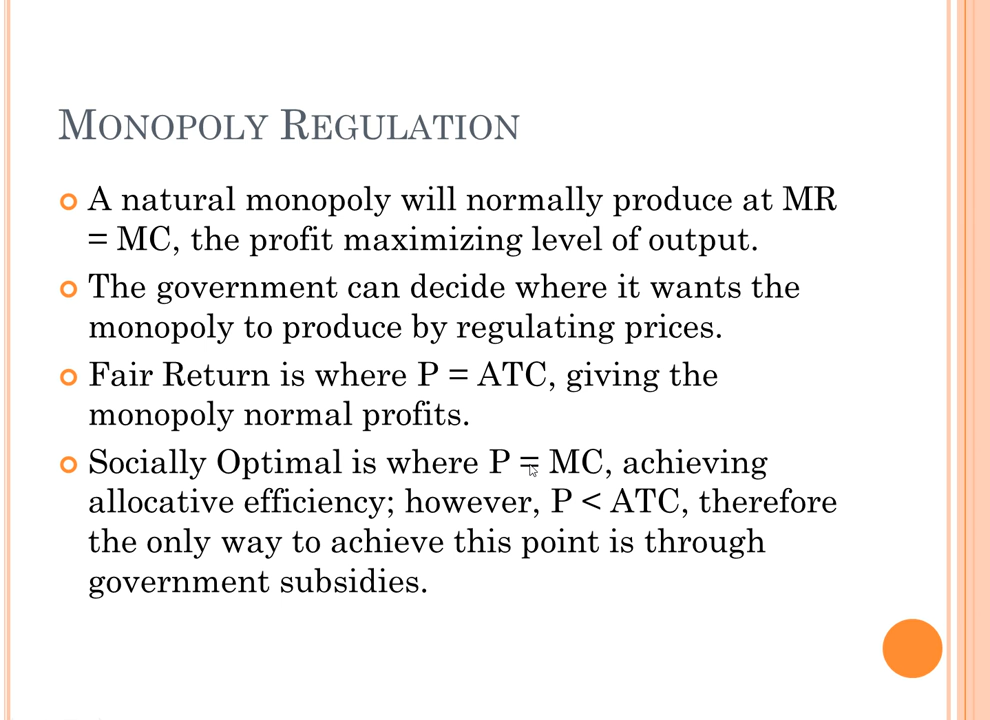 MONOPOLY REGULATION
A natural monopoly will normally produce at MR
= MC, the profit maximizing level of output.
The government can decide where it wants the
monopoly to produce by regulating prices.
Fair Return is where P = ATC, giving the
monopoly normal profits.
Socially Optimal is where P = MC, achieving
allocative efficiency; however, P < ATC, therefore
the only way to achieve this point is through
government subsidies.